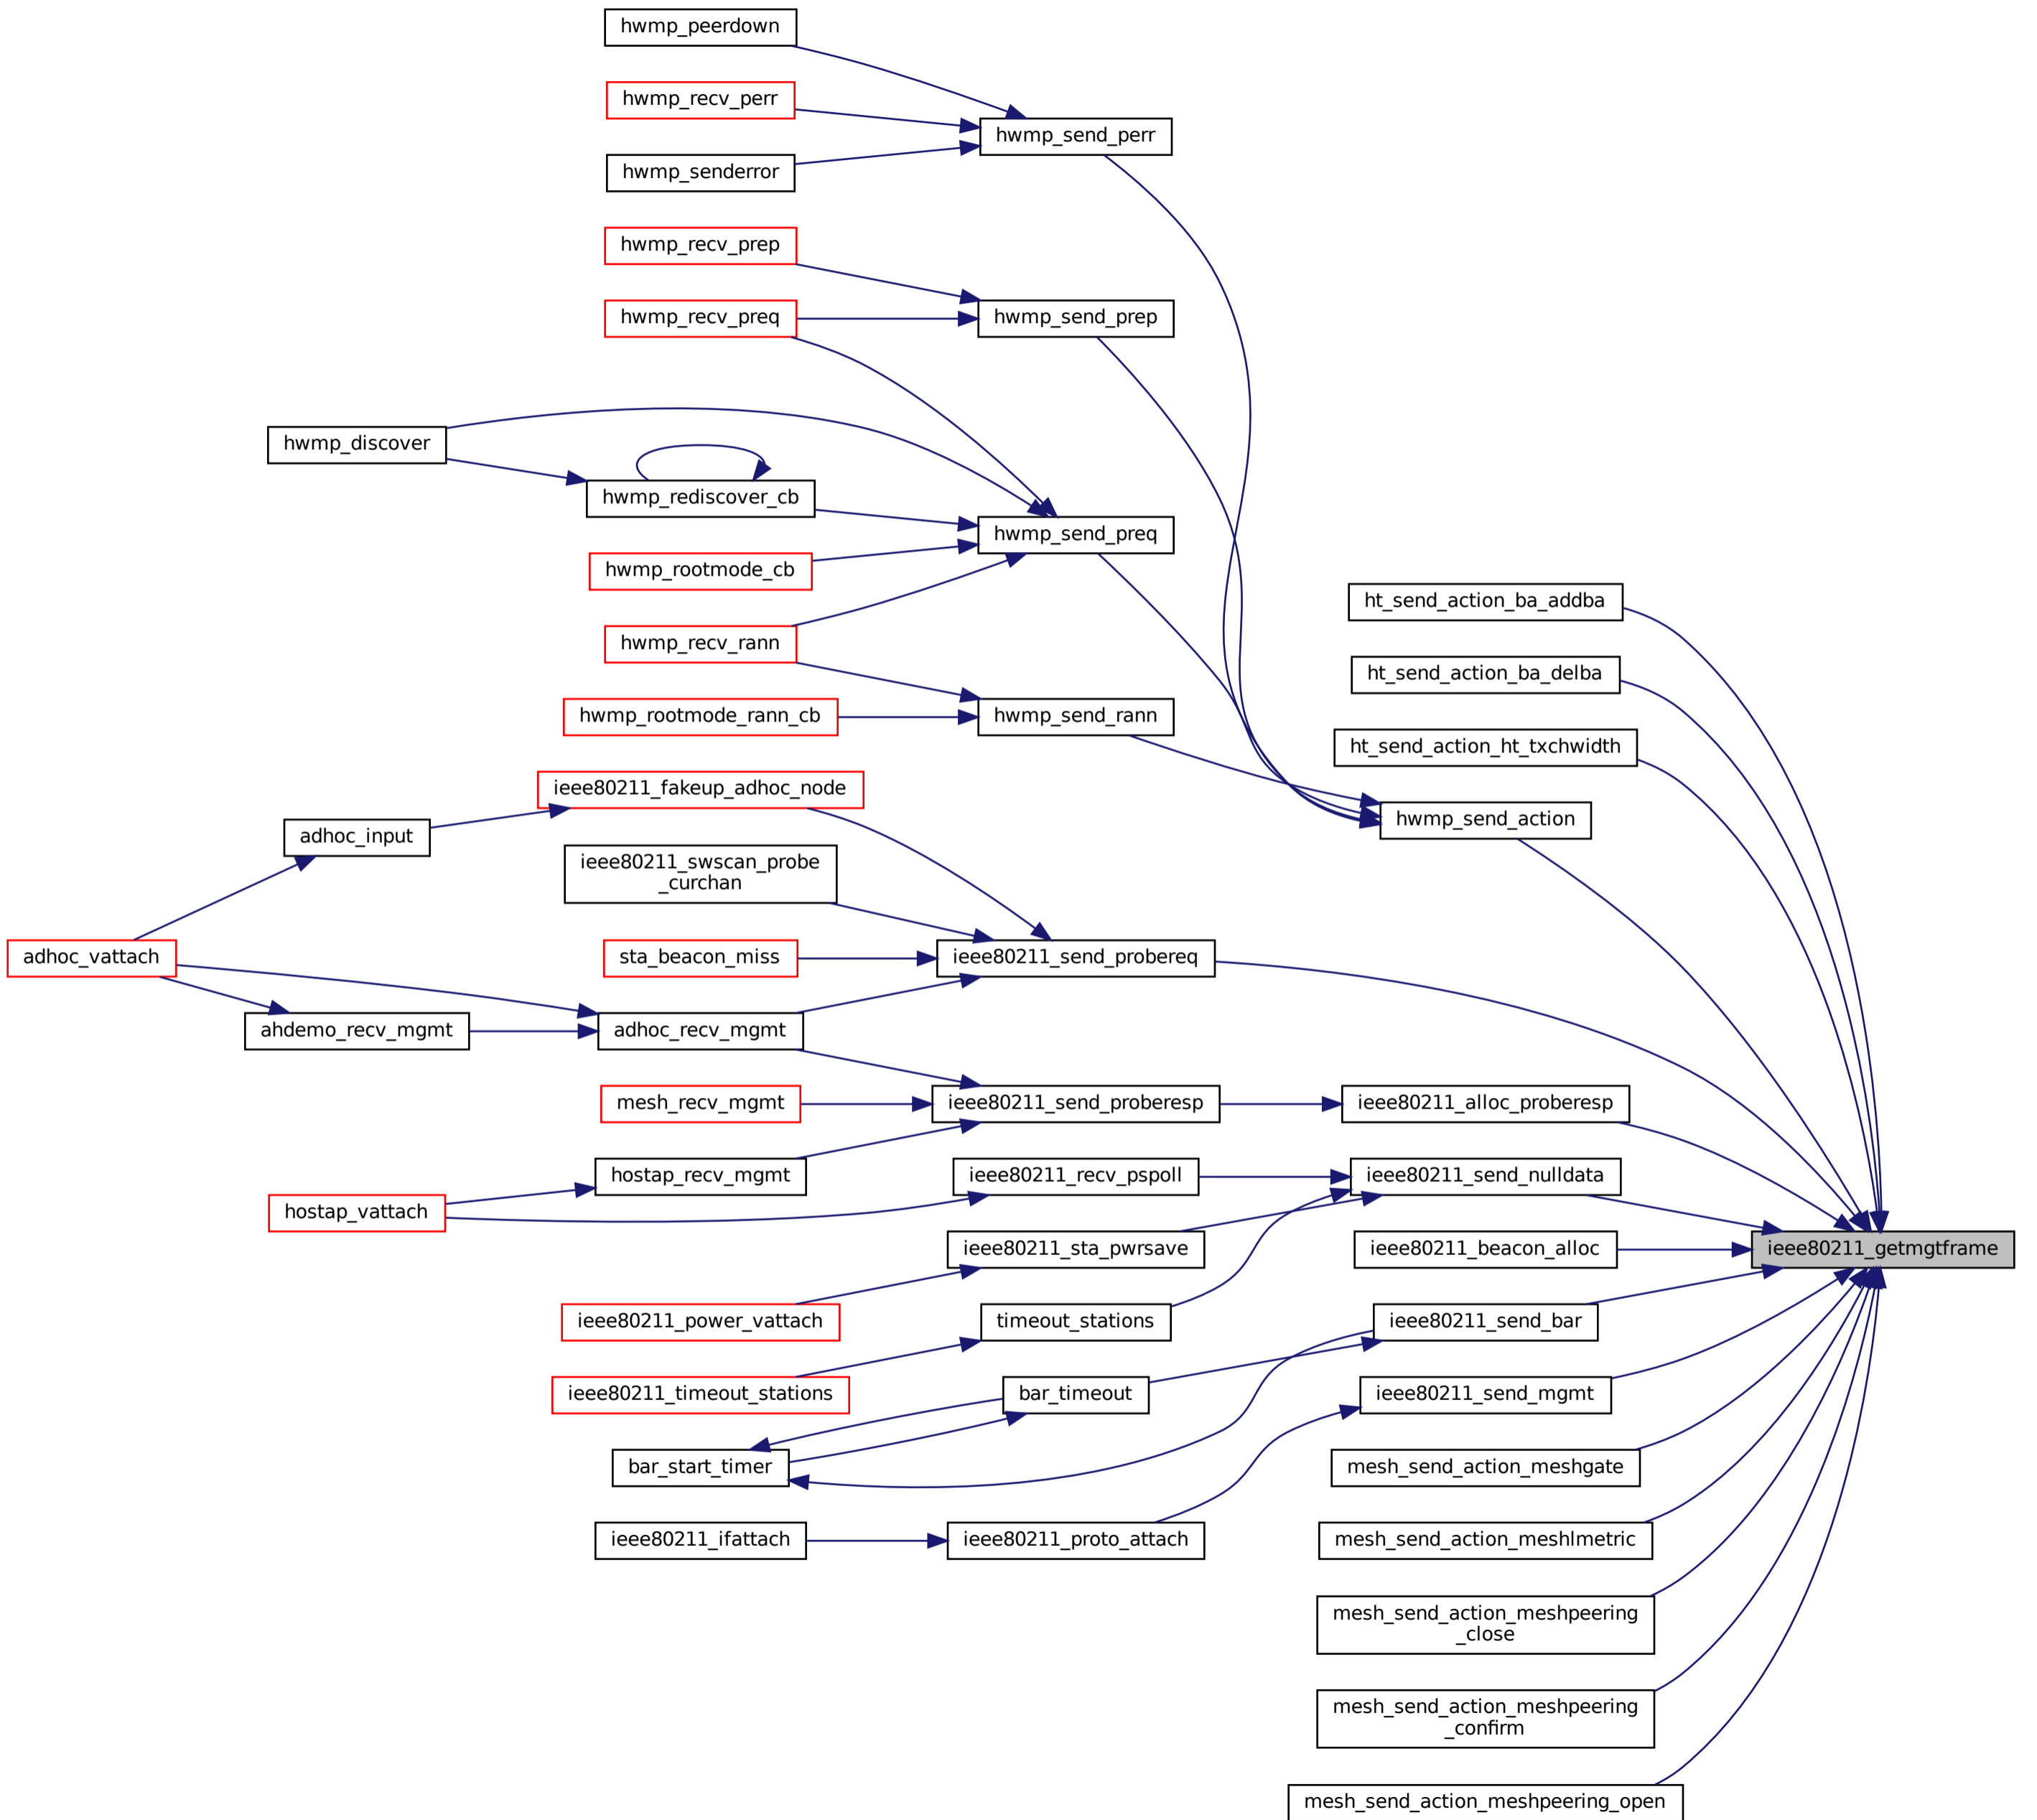 hwmp_peerdown
hwmp_recv_perr
hwmp_send_perr
hwmp_senderror
hwmp_recv_prep
hwmp_recv_preq
hwmp_send_prep
hwmp_discover
hwmp_rediscover_cb
hwmp_send_preq
hwmp_rootmode_cb
ht_send_action_ba_addba
hwmp_recv_rann
ht_send_action_ba_delba
hwmp_rootmode_rann_cb
hwmp_send_rann
ht_send_action_ht_txchwidth
ieee80211_fakeup_adhoc_node
hwmp_send_action
adhoc_input
ieee80211_swscan_probe
_curchan
adhoc_vattach
sta_beacon_miss
ieee80211_send_probereq
ahdemo_recv_mgmt
adhoc_recv_mgmt
mesh_recv_mgmt
ieee80211_send_proberesp
ieee80211_alloc_proberesp
hostap_recv_mgmt
ieee80211_recv_pspoll
ieee80211_send_nulldata
hostap_vattach
ieee80211_sta_pwrsave
ieee80211_beacon_alloc
ieee80211_getmgtframe
ieee80211_power_vattach
timeout_stations
ieee80211_send_bar
ieee80211_timeout_stations
bar_timeout
ieee80211_send_mgmt
bar_start_timer
mesh_send_action_meshgate
ieee80211_ifattach
ieee80211_proto_attach
mesh_send_action_meshlmetric
mesh_send_action_meshpeering
_close
mesh_send_action_meshpeering
_confirm
mesh_send_action_meshpeering_open